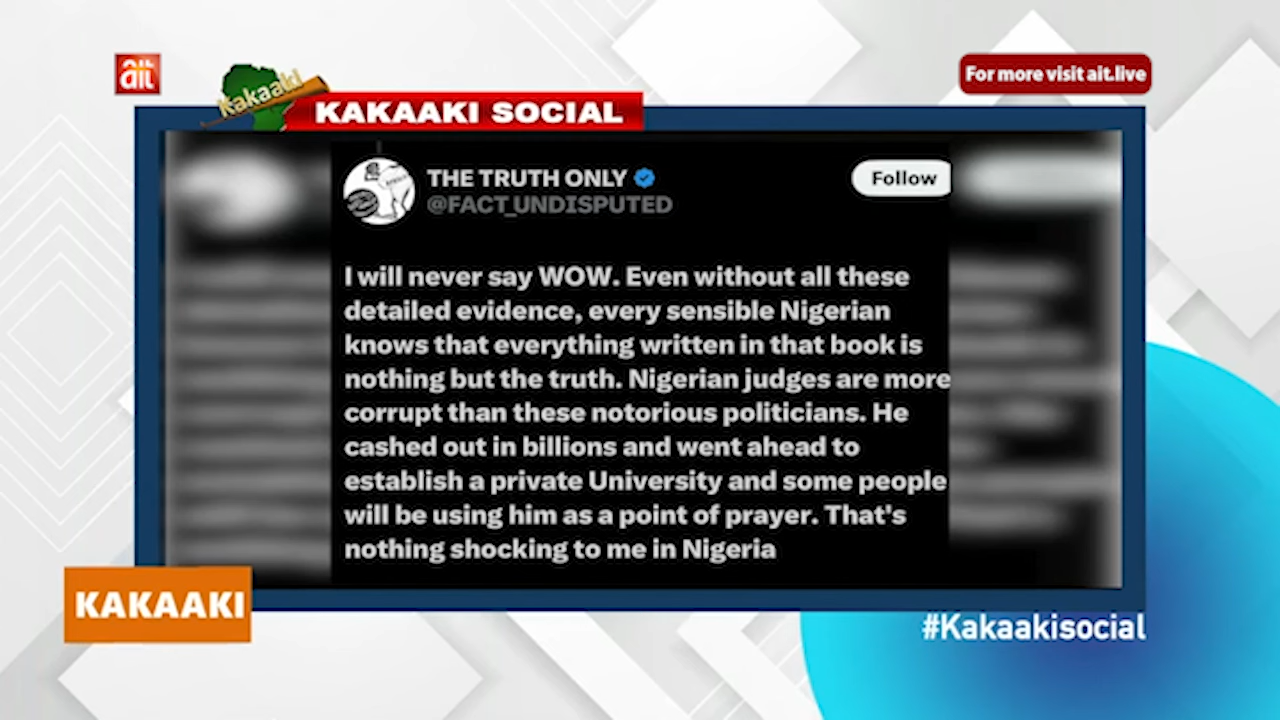 ait
Kakaaki
KAKAAKI SOCIAL
For more visit ait.live
THE TRUTH ONLY
Follow
@FACT_UNDISPUTED
I will never say WOW. Even without all these
detailed evidence, every sensible Nigerian
knows that everything written in that book is
nothing but the truth. Nigerian judges are more
corrupt than these notorious politicians. He
cashed out in billions and went ahead to
establish a private University and some people
will be using him as a point of prayer. That's
nothing shocking to me in Nigeria
KAKAAKI
#Kakaakisocial